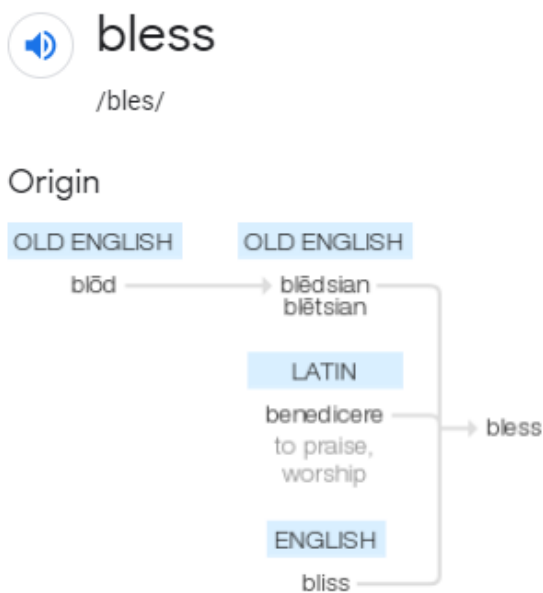 bless
/bles/
Origin
OLD ENGLISH OLD ENGLISH
blōd blēdsian
blētsian
LATIN
benedicere
bless
to praise,
worship
ENGLISH
bliss